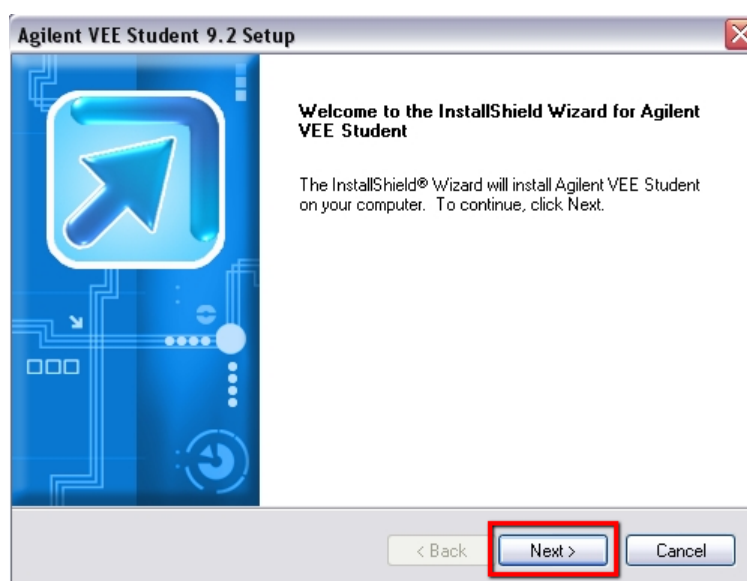 Agilent VEE Student 9.2 Setup
Welcome to the InstallShield Wizard for Agilent
VEE Student
The InstallShield® Wizard will install Agilent VEE Student
on your computer. To continue, click Next.
< Back
Next >
Cancel